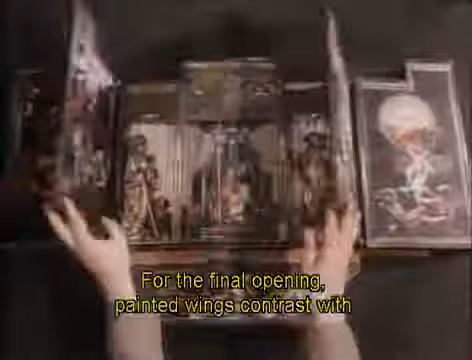 For the final opening,
painted wings contrast with